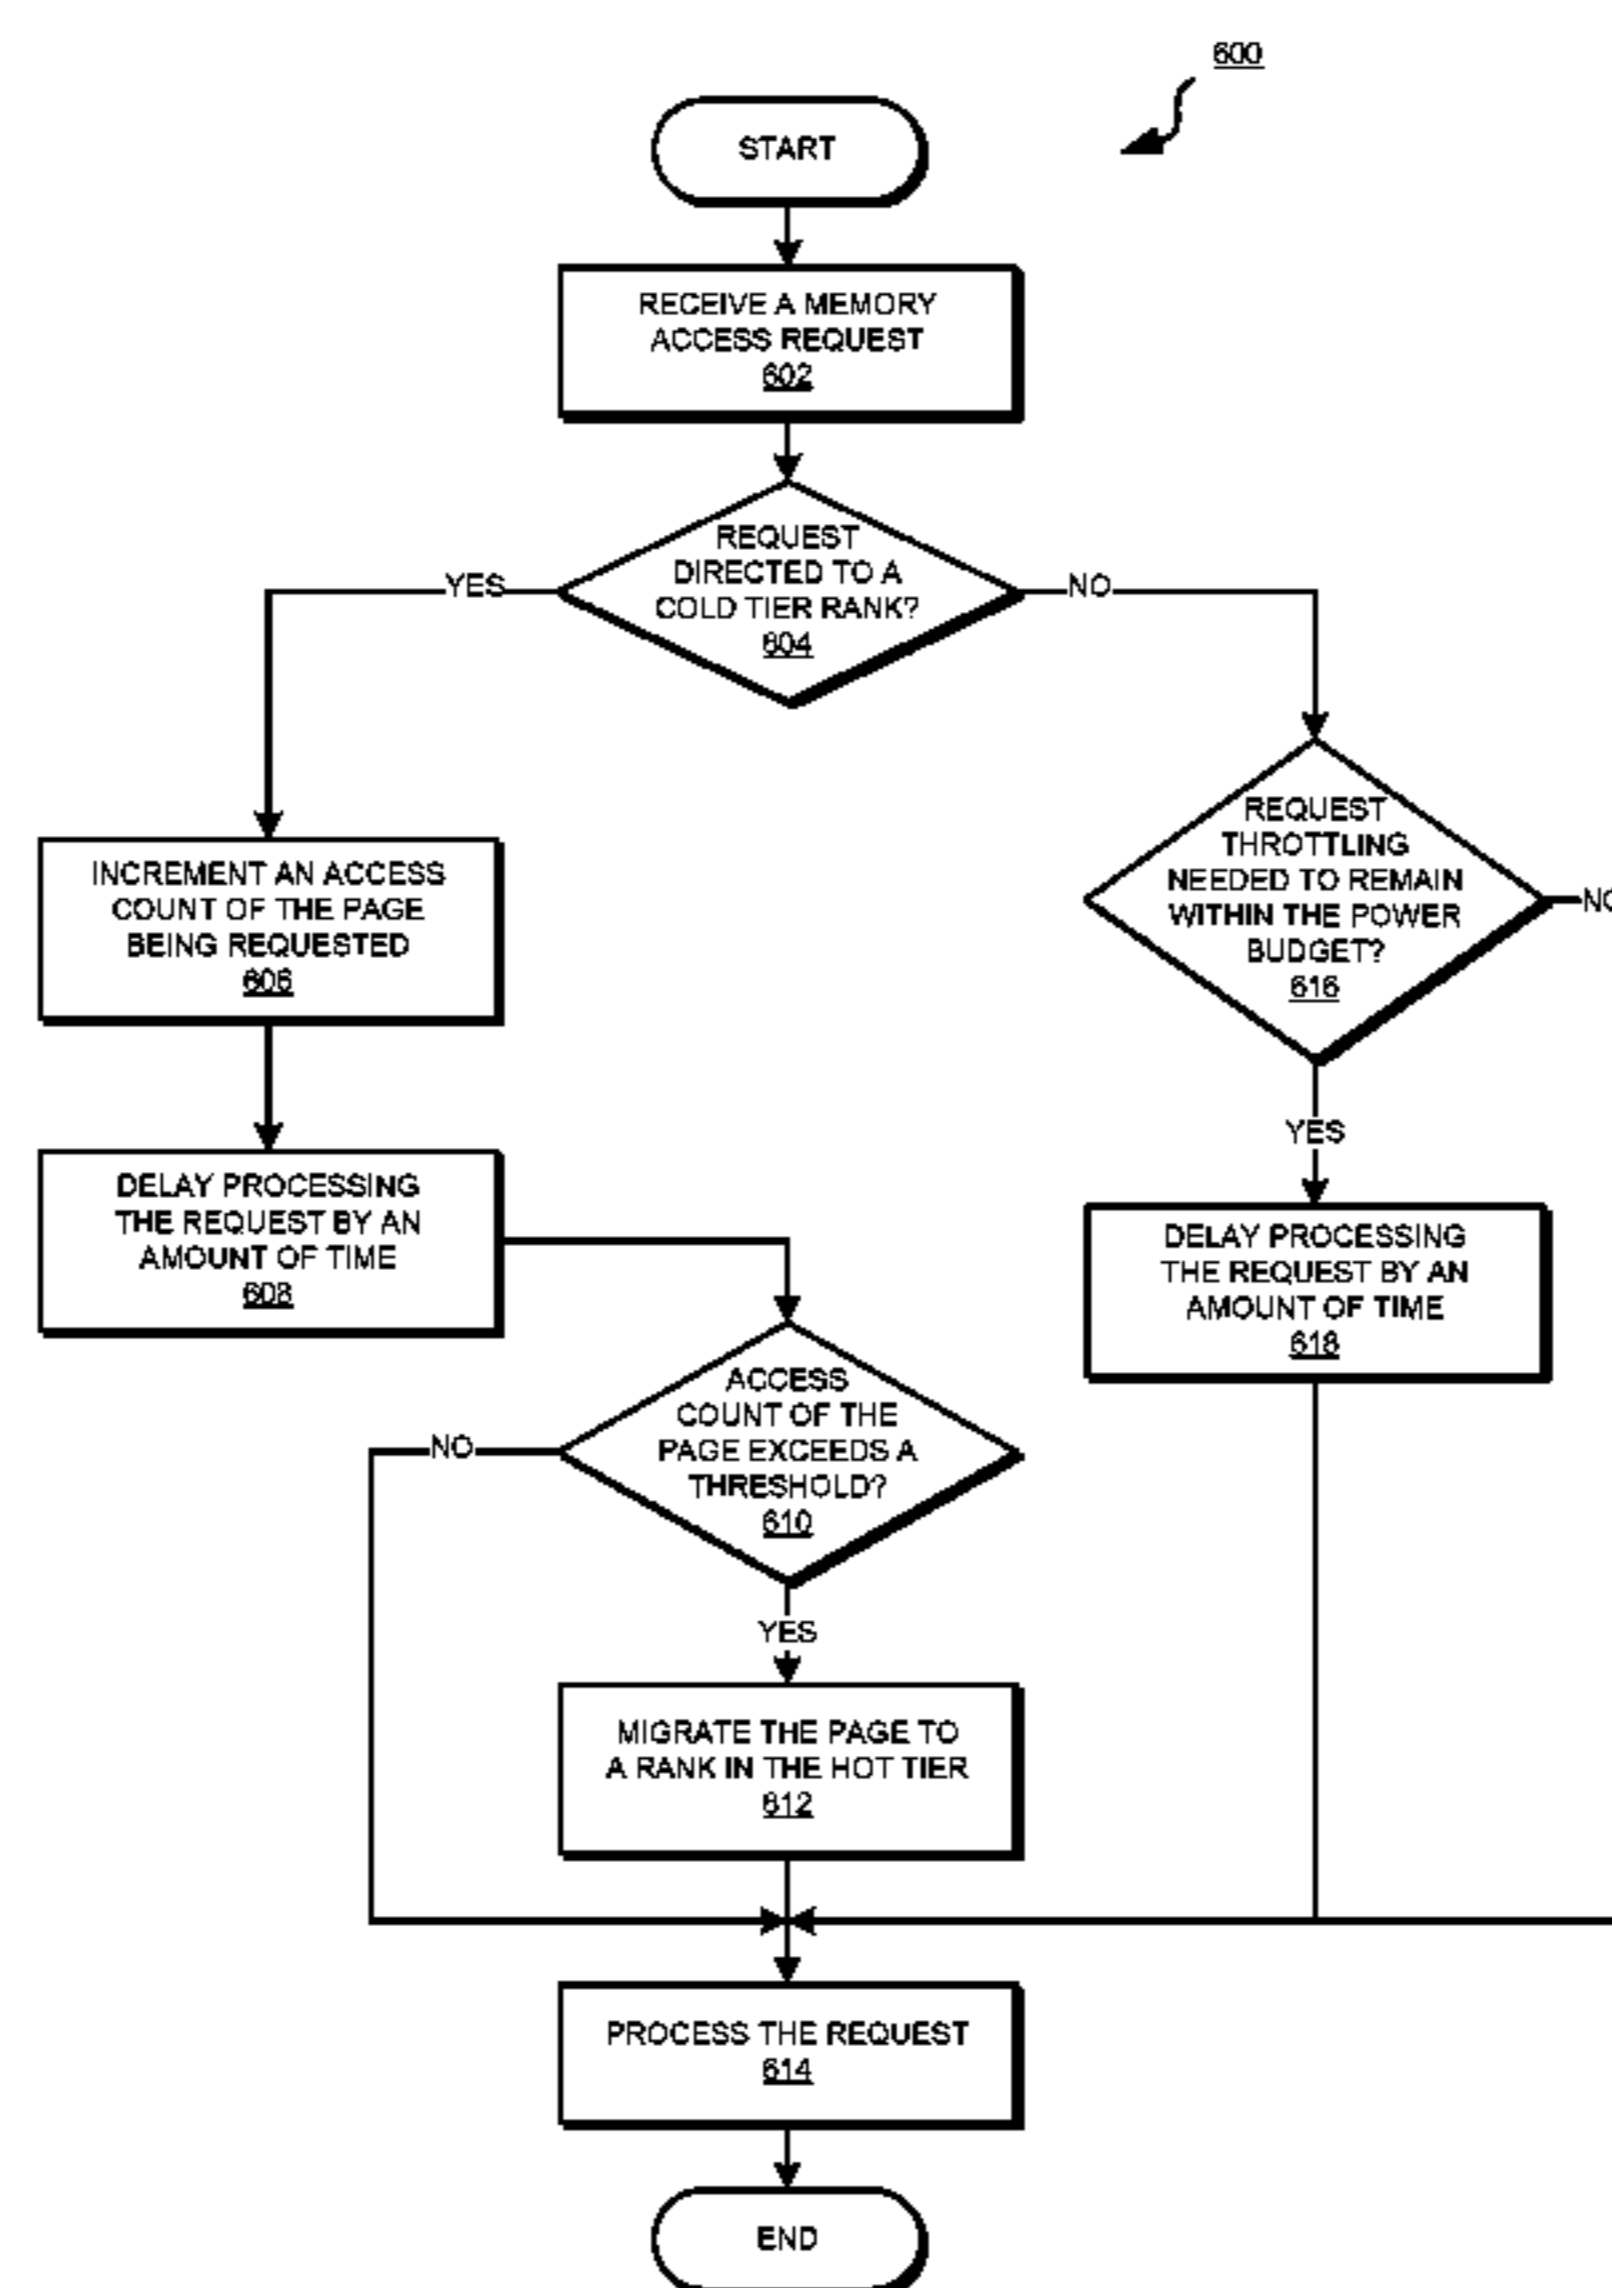 600
START
RECEIVE A MEMORY
ACCESS REQUEST
602
REQUEST
DIRECTED TO A
COLD TIER RANK?
604
YES
NO
INCREMENT AN ACCESS
COUNT OF THE PAGE
BEING REQUESTED
606
REQUEST
THROTTLING
NEEDED TO REMAIN
WITHIN THE POWER
BUDGET?
616
NO
YES
DELAY PROCESSING
THE REQUEST BY AN
AMOUNT OF TIME
608
DELAY PROCESSING
THE REQUEST BY AN
AMOUNT OF TIME
618
ACCESS
COUNT OF THE
PAGE EXCEEDS A
THRESHOLD?
610
NO
YES
MIGRATE THE PAGE TO
A RANK IN THE HOT TIER
612
PROCESS THE REQUEST
614
END